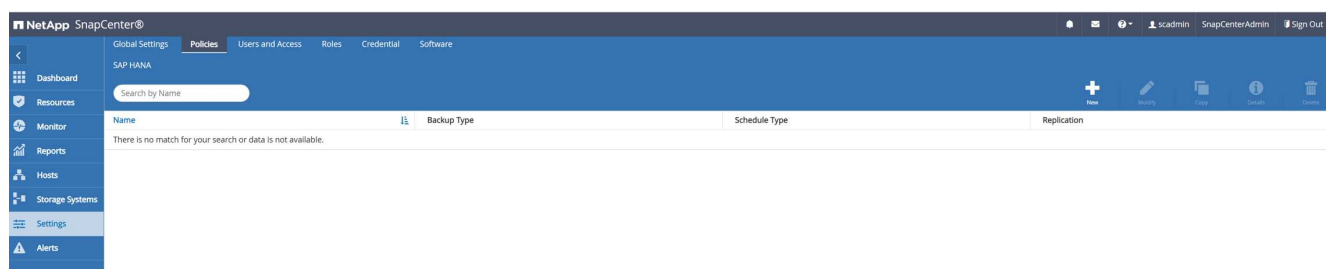 NetApp SnapCenter®
scadmin SnapCenterAdmin Sign Out
Global Settings Policies Users and Access Roles Credential Software
SAP HANA
Search by Name
New Modify Copy Details Delete
Dashboard
Resources
Monitor
Reports
Hosts
Storage Systems
Settings
Alerts
Name Backup Type Schedule Type Replication
There is no match for your search or data is not available.